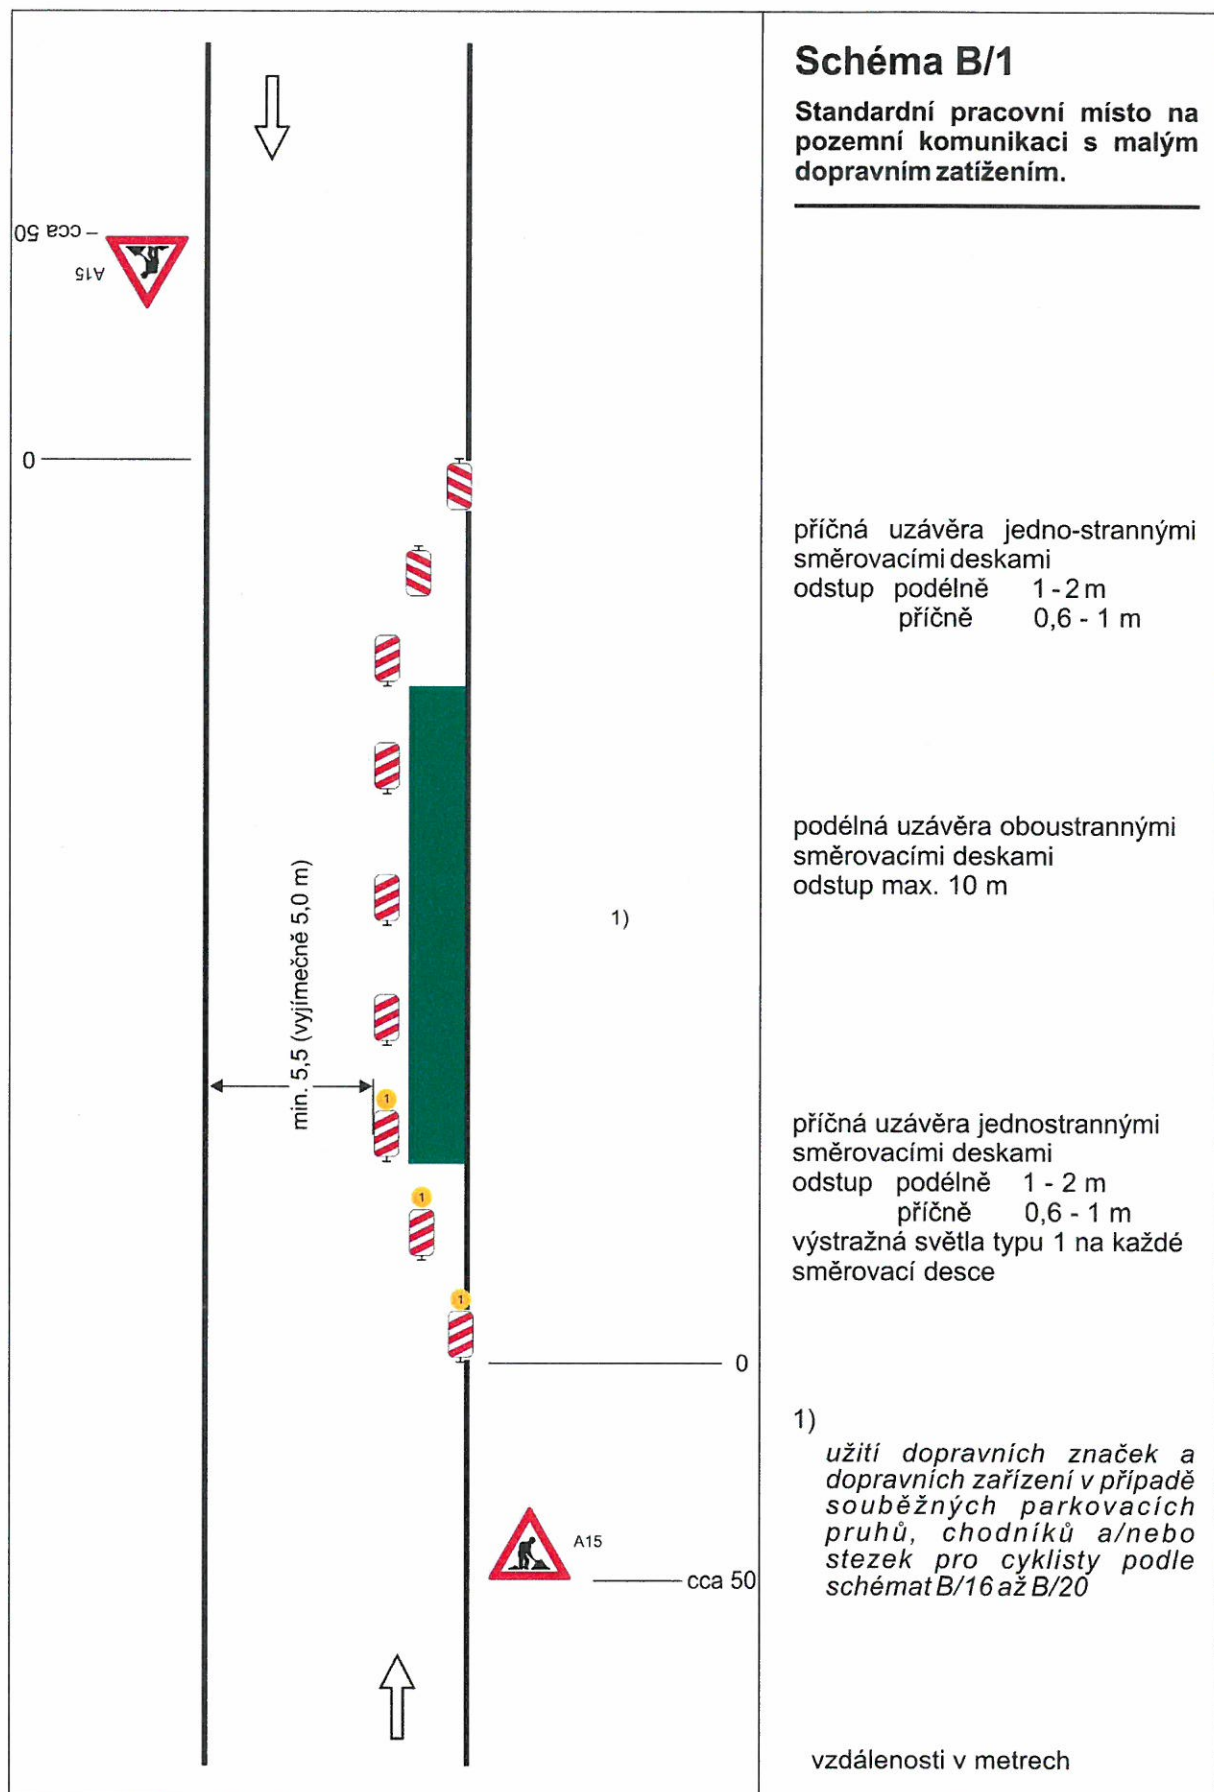 Schéma B/1
Standardní pracovní místo na
pozemní komunikaci s malým
dopravním zatížením.
cca 50
A15
0
příčná uzávěra jedno-strannými
směrovacími deskami
odstup podélně 1 - 2 m
příčně 0,6 - 1 m
podélná uzávěra oboustrannými
směrovacími deskami
odstup max. 10 m
1)
min. 5,5 (vyjímečně 5,0 m)
1
1
1
příčná uzávěra jednostrannými
směrovacími deskami
odstup podélně 1 - 2 m
příčně 0,6 - 1 m
výstražná světla typu 1 na každé
směrovací desce
0
A15
cca 50
1)
užití dopravních značek a
dopravních zařízení v případě
souběžných parkovacích
pruhů, chodníků a/nebo
stezek pro cyklisty podle
schémat B/16 až B/20
vzdálenosti v metrech